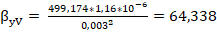 β_yV = (499,174*1,16*10^−6) / 0,003^2 = 64,338